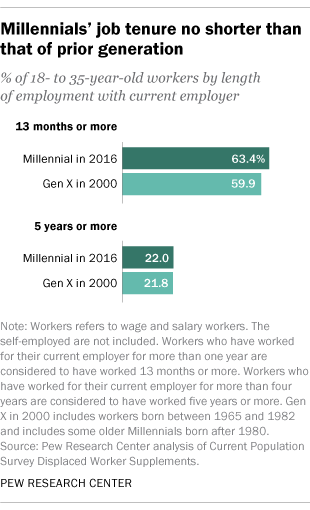 Millennials’ job tenure no shorter than
that of prior generation
% of 18- to 35-year-old workers by length
of employment with current employer
13 months or more
Millennial in 2016 63.4%
Gen X in 2000 59.9
5 years or more
Millennial in 2016 22.0
Gen X in 2000 21.8
Note: Workers refers to wage and salary workers. The
self-employed are not included. Workers who have worked
for their current employer for more than one year are
considered to have worked 13 months or more. Workers who
have worked for their current employer for more than four
years are considered to have worked five years or more. Gen
X in 2000 includes workers born between 1965 and 1982
and includes some older Millennials born after 1980.
Source: Pew Research Center analysis of Current Population
Survey Displaced Worker Supplements.
PEW RESEARCH CENTER